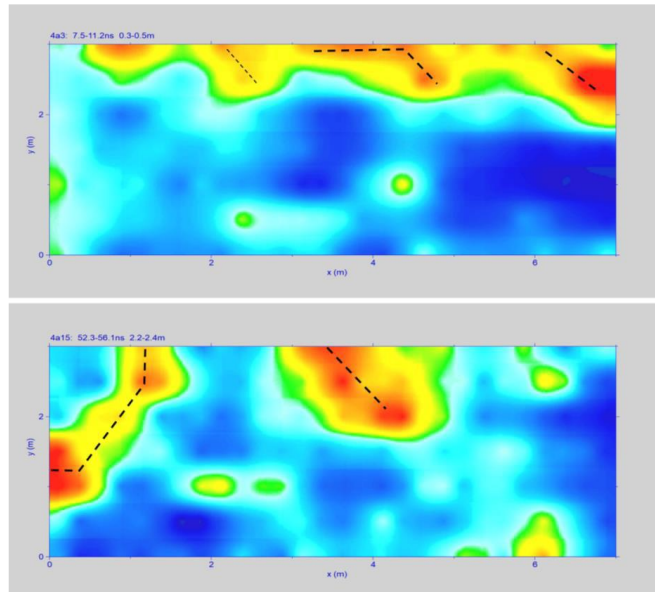 4a3: 7.5-11.2ns 0.3-0.5m
2
y (m)
0
0 2 4 6
x (m)
4a15: 52.3-56.1ns 2.2-2.4m
2
y (m)
0
0 2 4 6
x (m)